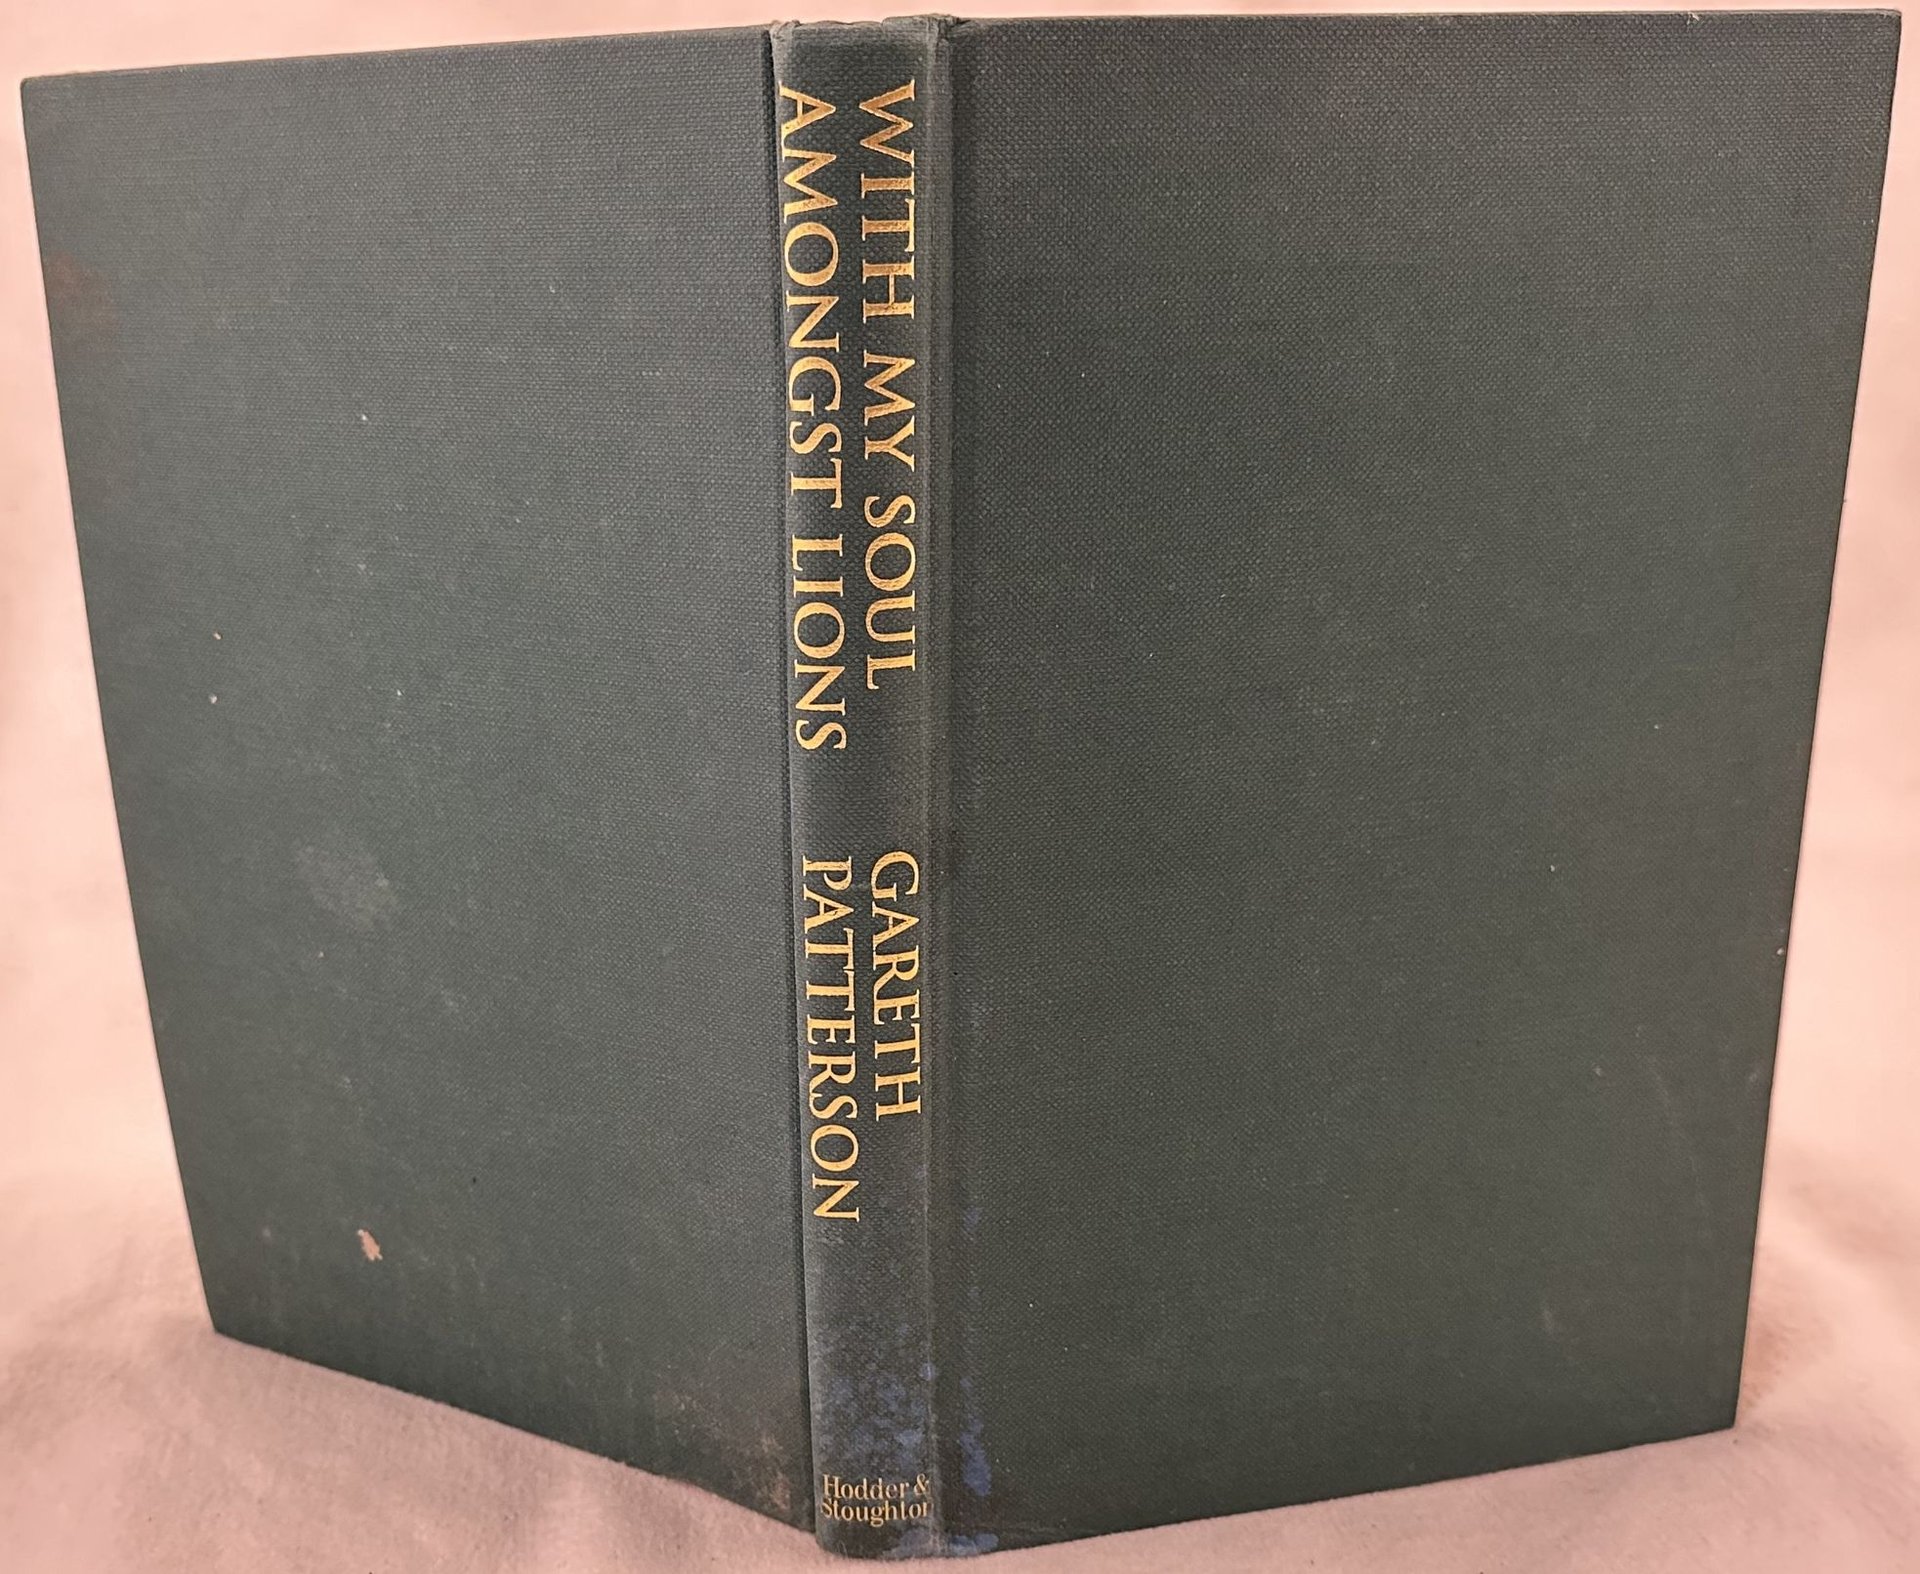 WITH MY SOUL
AMONGST LIONS
GARETH
PATTERSON
Hodder &
Stoughton